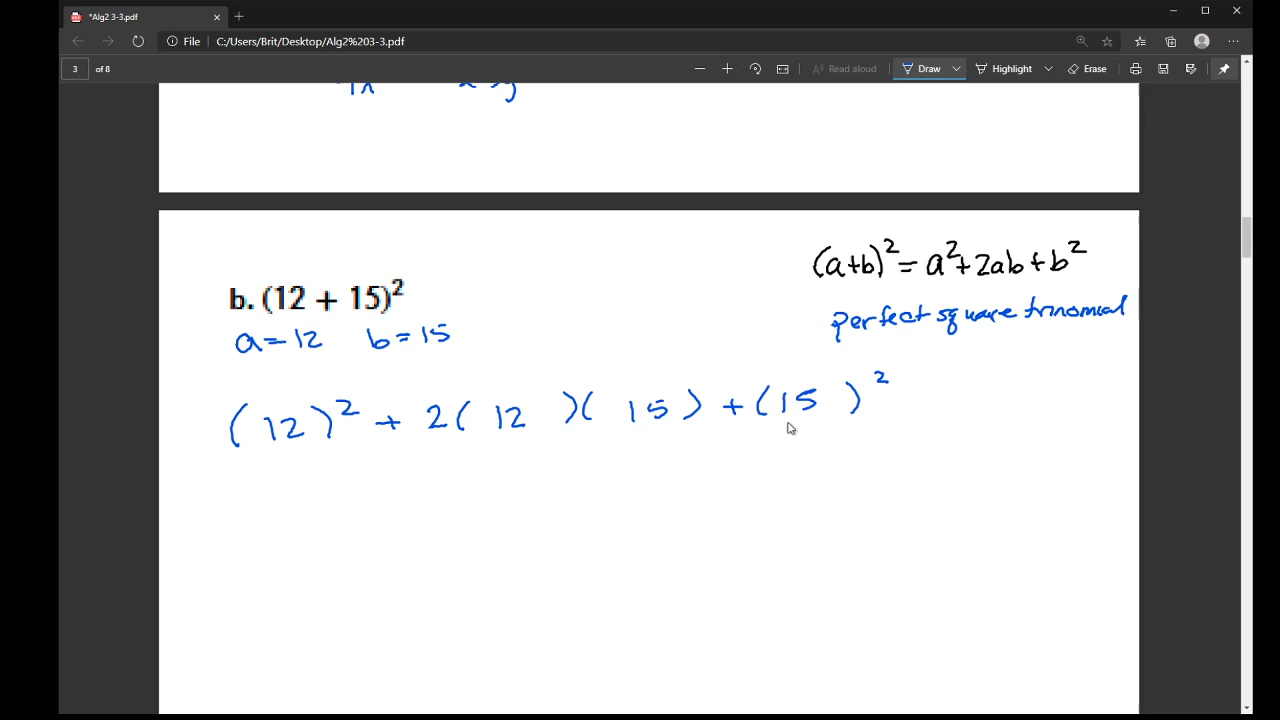 *Alg2 3-3.pdf
File C:/Users/Brit/Desktop/Alg2%203-3.pdf
3 of 8 Read aloud Draw Highlight Erase
(a+b)² = a² + 2ab + b²
b. (12 + 15)²
perfect square trinomial
a = 12 b = 15
(12)² + 2(12)(15) + (15)²